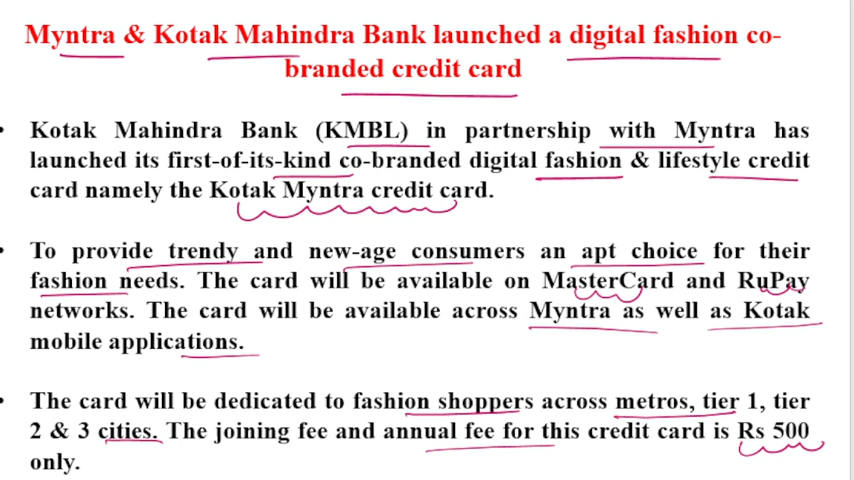 Myntra & Kotak Mahindra Bank launched a digital fashion co-
branded credit card
• Kotak Mahindra Bank (KMBL) in partnership with Myntra has
launched its first-of-its-kind co-branded digital fashion & lifestyle credit
card namely the Kotak Myntra credit card.
• To provide trendy and new-age consumers an apt choice for their
fashion needs. The card will be available on MasterCard and RuPay
networks. The card will be available across Myntra as well as Kotak
mobile applications.
• The card will be dedicated to fashion shoppers across metros, tier 1, tier
2 & 3 cities. The joining fee and annual fee for this credit card is Rs 500
only.